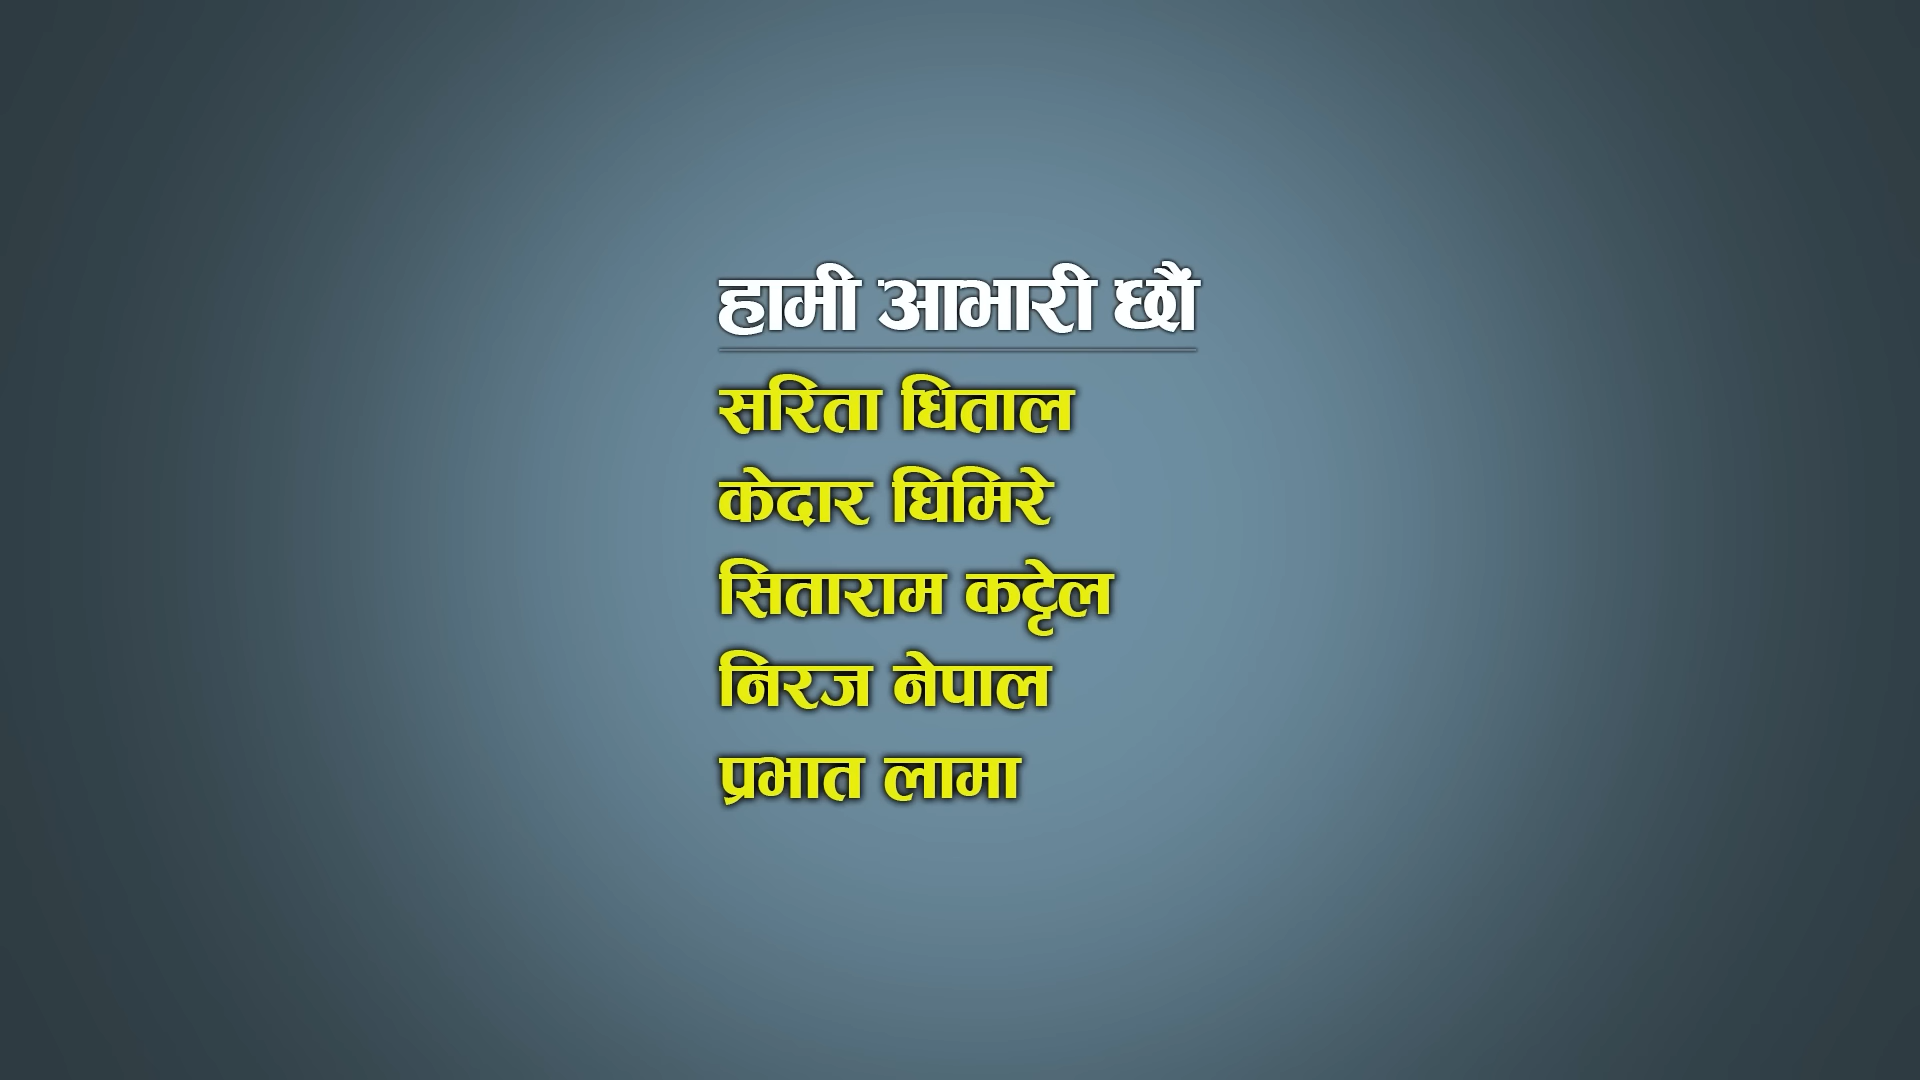 हामी आभारी छौं
सरिता धिताल
केदार घिमिरे
सिताराम कट्टेल
निरज नेपाल
प्रभात लामा